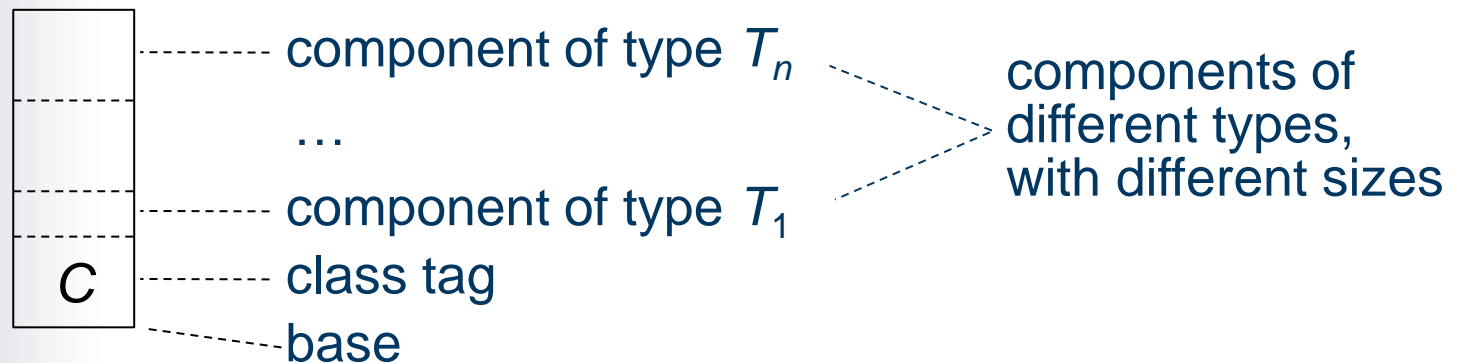 component of type Tn
components of
different types,
with different sizes
…
component of type T1
C
class tag
base